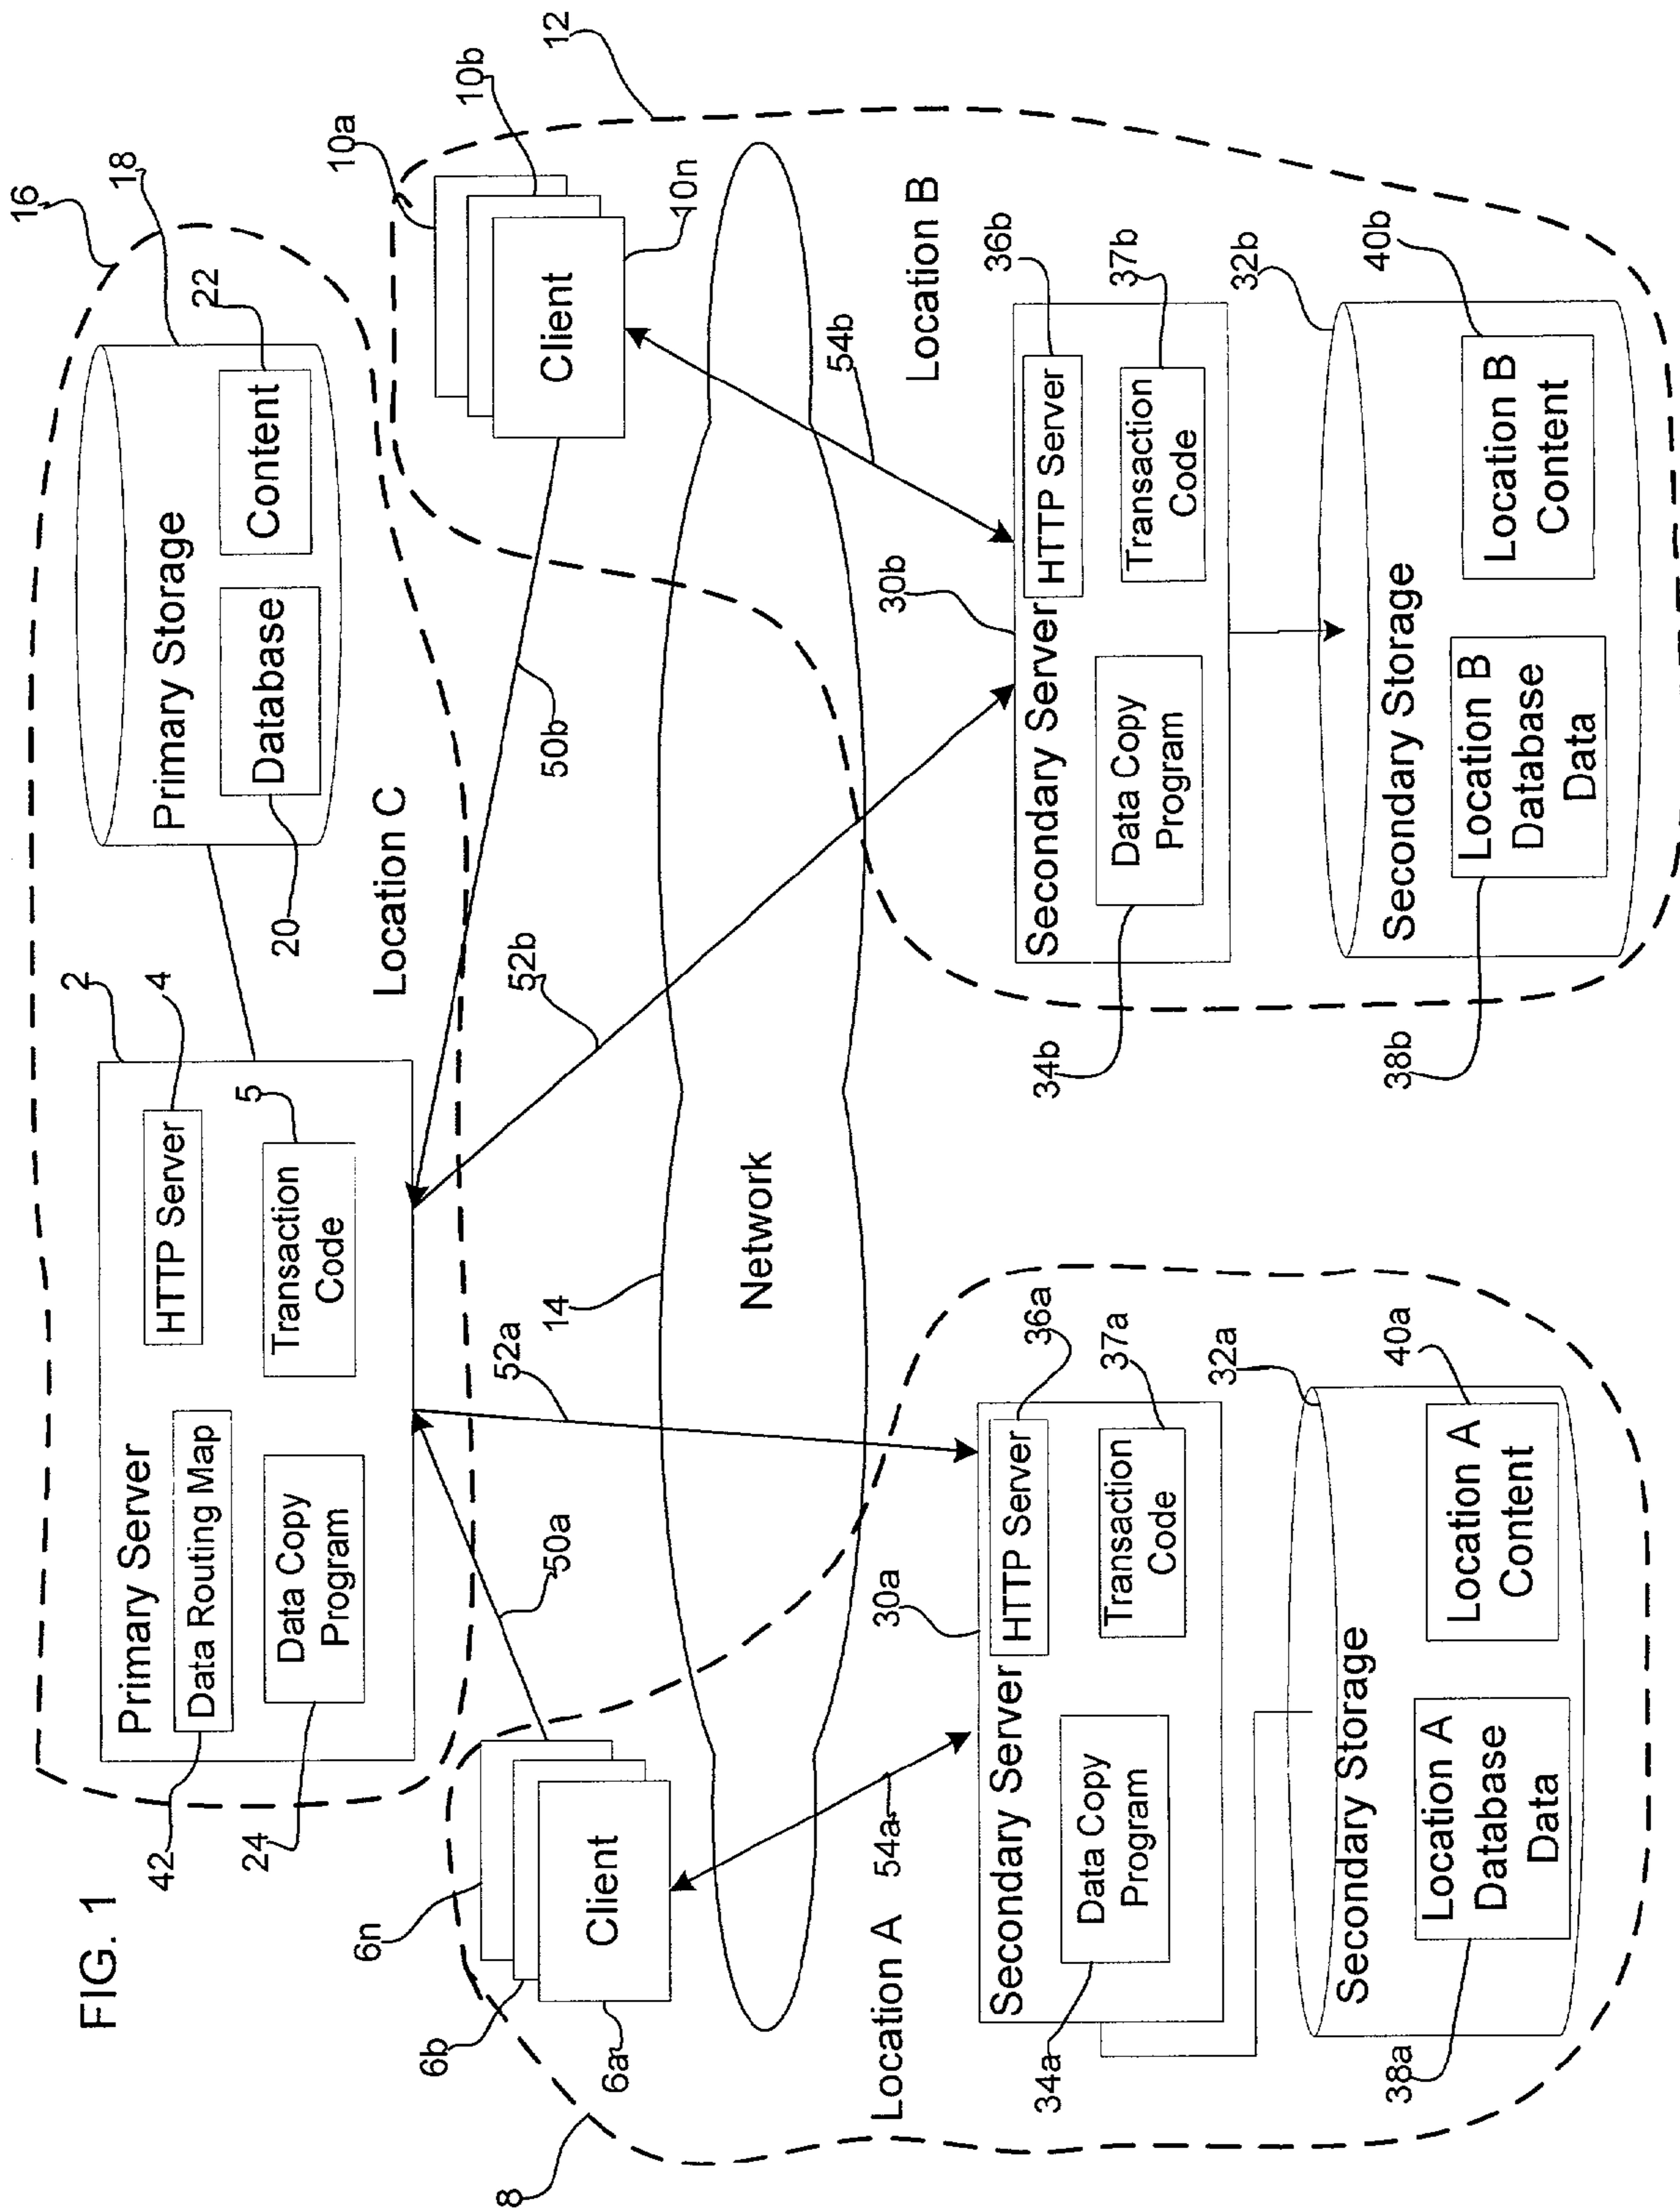 FIG. 1
16
2
4
5
42
24
Primary Server
Data Routing Map
HTTP Server
Data Copy
Program
Transaction
Code
18
22
20
Primary Storage
Database
Content
Location C
6n
6b
6a
8
Client
50a
52a
52b
50b
10a
10b
10n
12
Client
14
Network
Location A
54a
30a
36a
37a
34a
Secondary Server
HTTP Server
Data Copy
Program
Transaction
Code
32a
40a
38a
Secondary Storage
Location A
Database
Data
Location A
Content
Location B
54b
30b
36b
37b
34b
Secondary Server
HTTP Server
Data Copy
Program
Transaction
Code
32b
40b
38b
Secondary Storage
Location B
Database
Data
Location B
Content